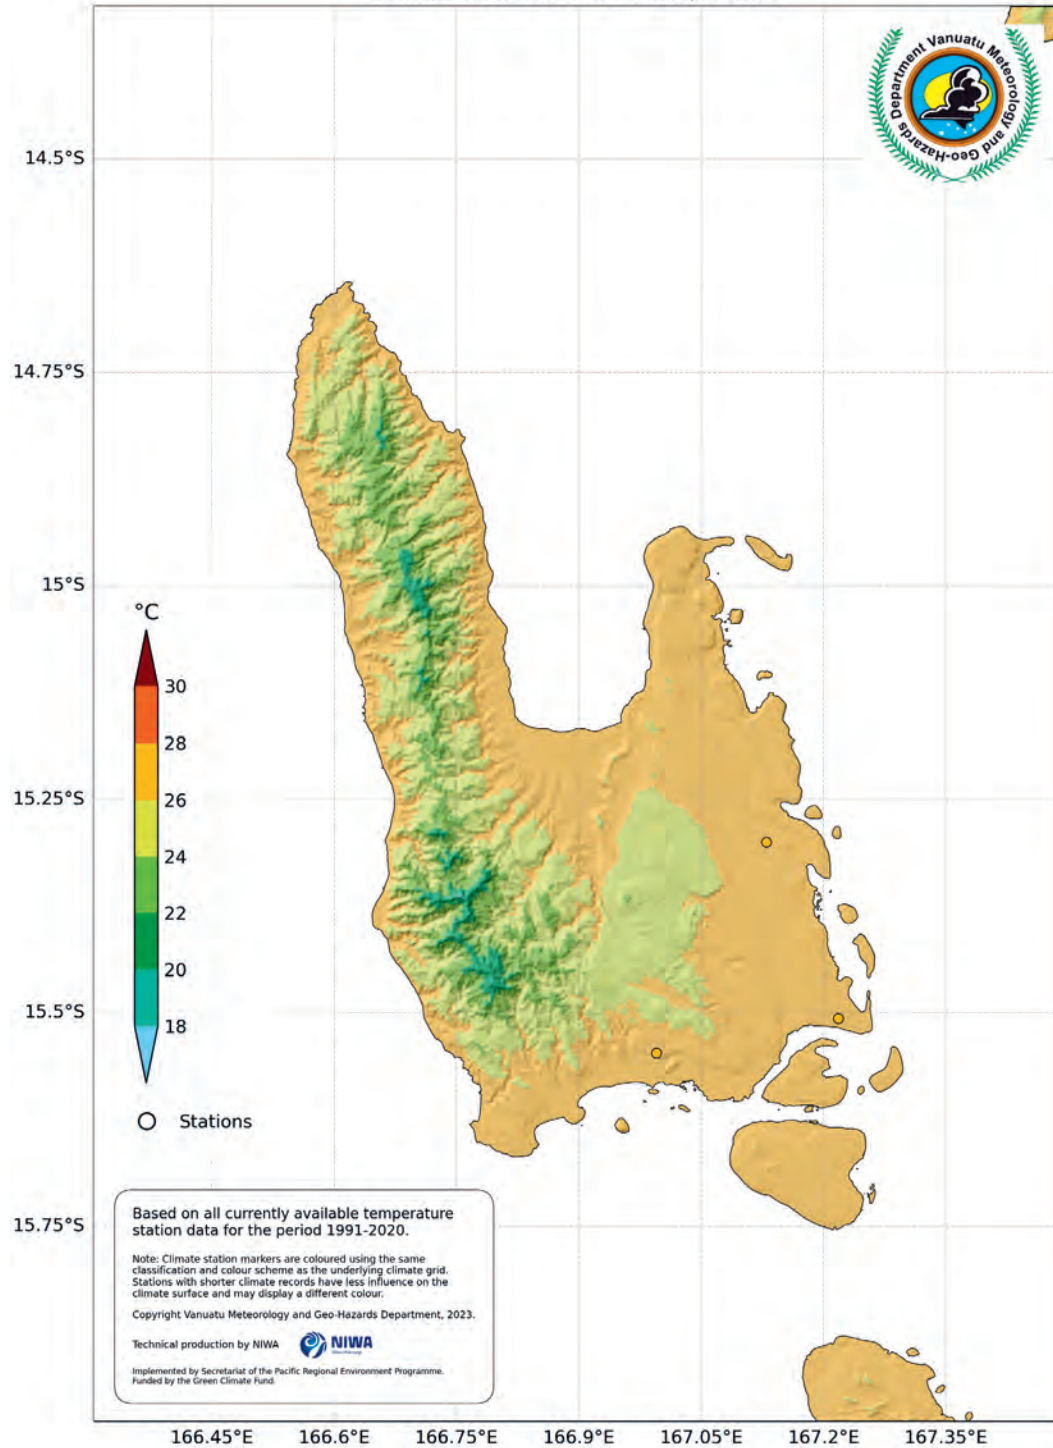 Vanuatu Meteorology and Geo-Hazards Department
14.5°S
14.75°S
15°S
15.25°S
15.5°S
15.75°S
°C
30
28
26
24
22
20
18
Stations
Based on all currently available temperature
station data for the period 1991-2020.
Note: Climate station markers are coloured using the same
classification and colour scheme as the underlying climate grid.
Stations with shorter climate records have less influence on the
climate surface and may display a different colour.
Copyright Vanuatu Meteorology and Geo-Hazards Department, 2023.
Technical production by NIWA
NIWA
Implemented by Secretariat of the Pacific Regional Environment Programme.
Funded by the Green Climate Fund.
166.45°E
166.6°E
166.75°E
166.9°E
167.05°E
167.2°E
167.35°E